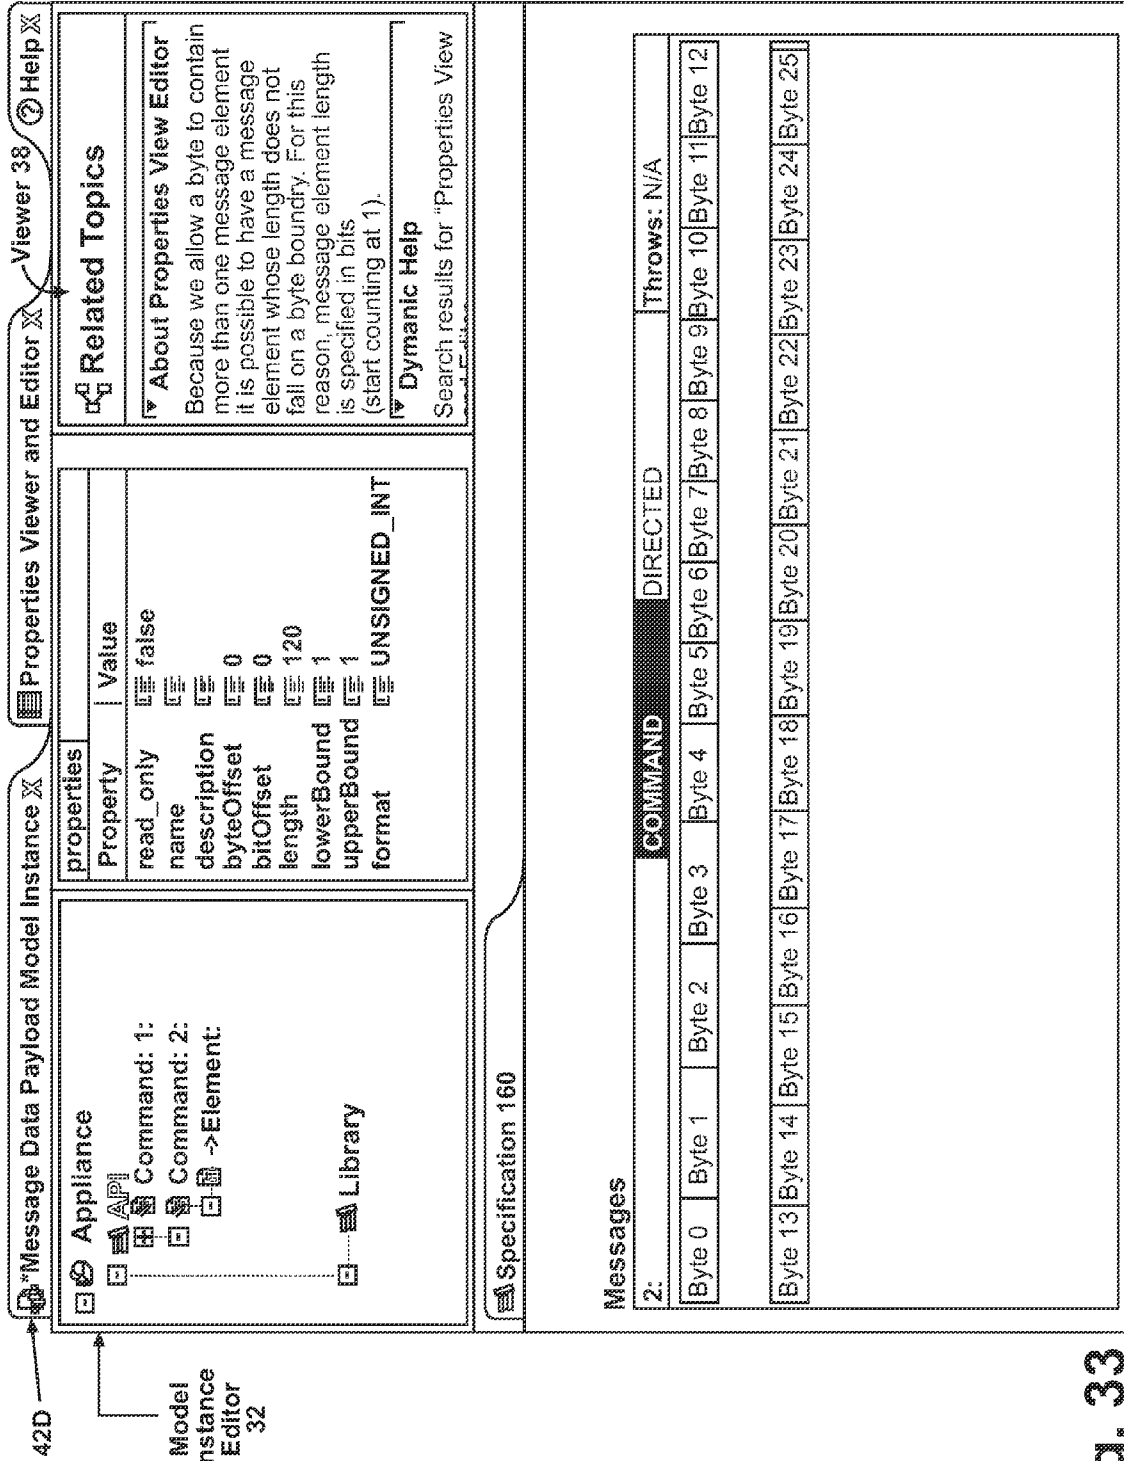 42D
*Message Data Payload Model Instance X
Properties Viewer and Editor X
Viewer 38
? Help X
Model
nstance
Editor
32
Appliance
API
Command: 1:
Command: 2:
->Element:
Library
properties
Property Value
read_only false
name
description
byteOffset 0
bitOffset 0
length 120
lowerBound 1
upperBound 1
format UNSIGNED_INT
Related Topics
About Properties View Editor
Because we allow a byte to contain
more than one message element
it is possible to have a message
element whose length does not
fall on a byte boundry. For this
reason, message element length
is specified in bits
(start counting at 1).
Dymanic Help
Search results for "Properties View
Specification 160
Messages
2: COMMAND DIRECTED Throws: N/A
Byte 0 Byte 1 Byte 2 Byte 3 Byte 4 Byte 5 Byte 6 Byte 7 Byte 8 Byte 9 Byte 10 Byte 11 Byte 12
Byte 13 Byte 14 Byte 15 Byte 16 Byte 17 Byte 18 Byte 19 Byte 20 Byte 21 Byte 22 Byte 23 Byte 24 Byte 25
g. 33